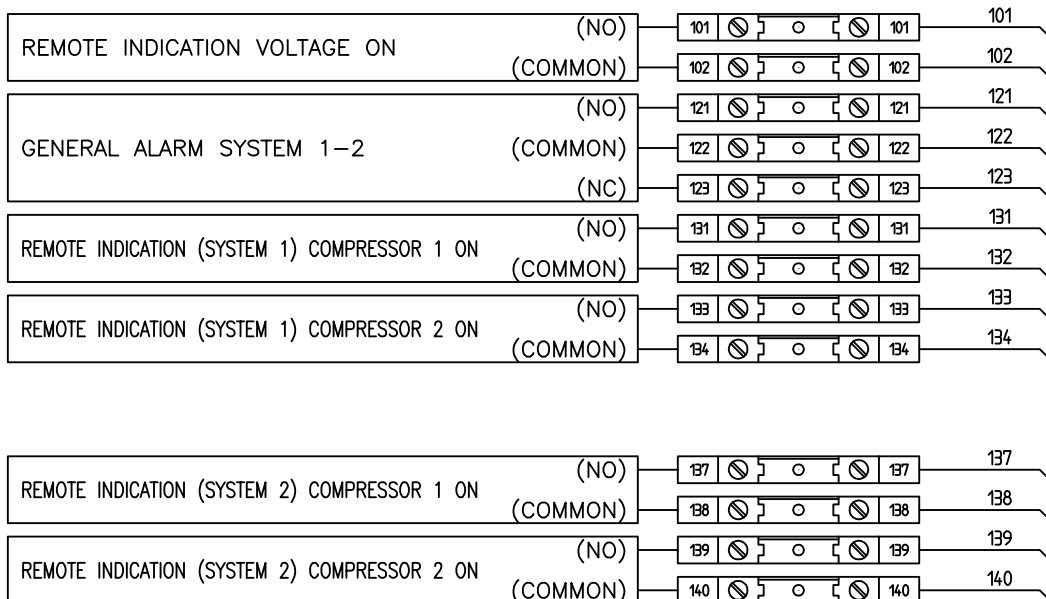 (NO) 101 101 101
REMOTE INDICATION VOLTAGE ON
(COMMON) 102 102 102
(NO) 121 121 121
GENERAL ALARM SYSTEM 1-2 (COMMON) 122 122 122
(NC) 123 123 123
(NO) 131 131 131
REMOTE INDICATION (SYSTEM 1) COMPRESSOR 1 ON
(COMMON) 132 132 132
(NO) 133 133 133
REMOTE INDICATION (SYSTEM 1) COMPRESSOR 2 ON
(COMMON) 134 134 134
(NO) 137 137 137
REMOTE INDICATION (SYSTEM 2) COMPRESSOR 1 ON
(COMMON) 138 138 138
(NO) 139 139 139
REMOTE INDICATION (SYSTEM 2) COMPRESSOR 2 ON
(COMMON) 140 140 140